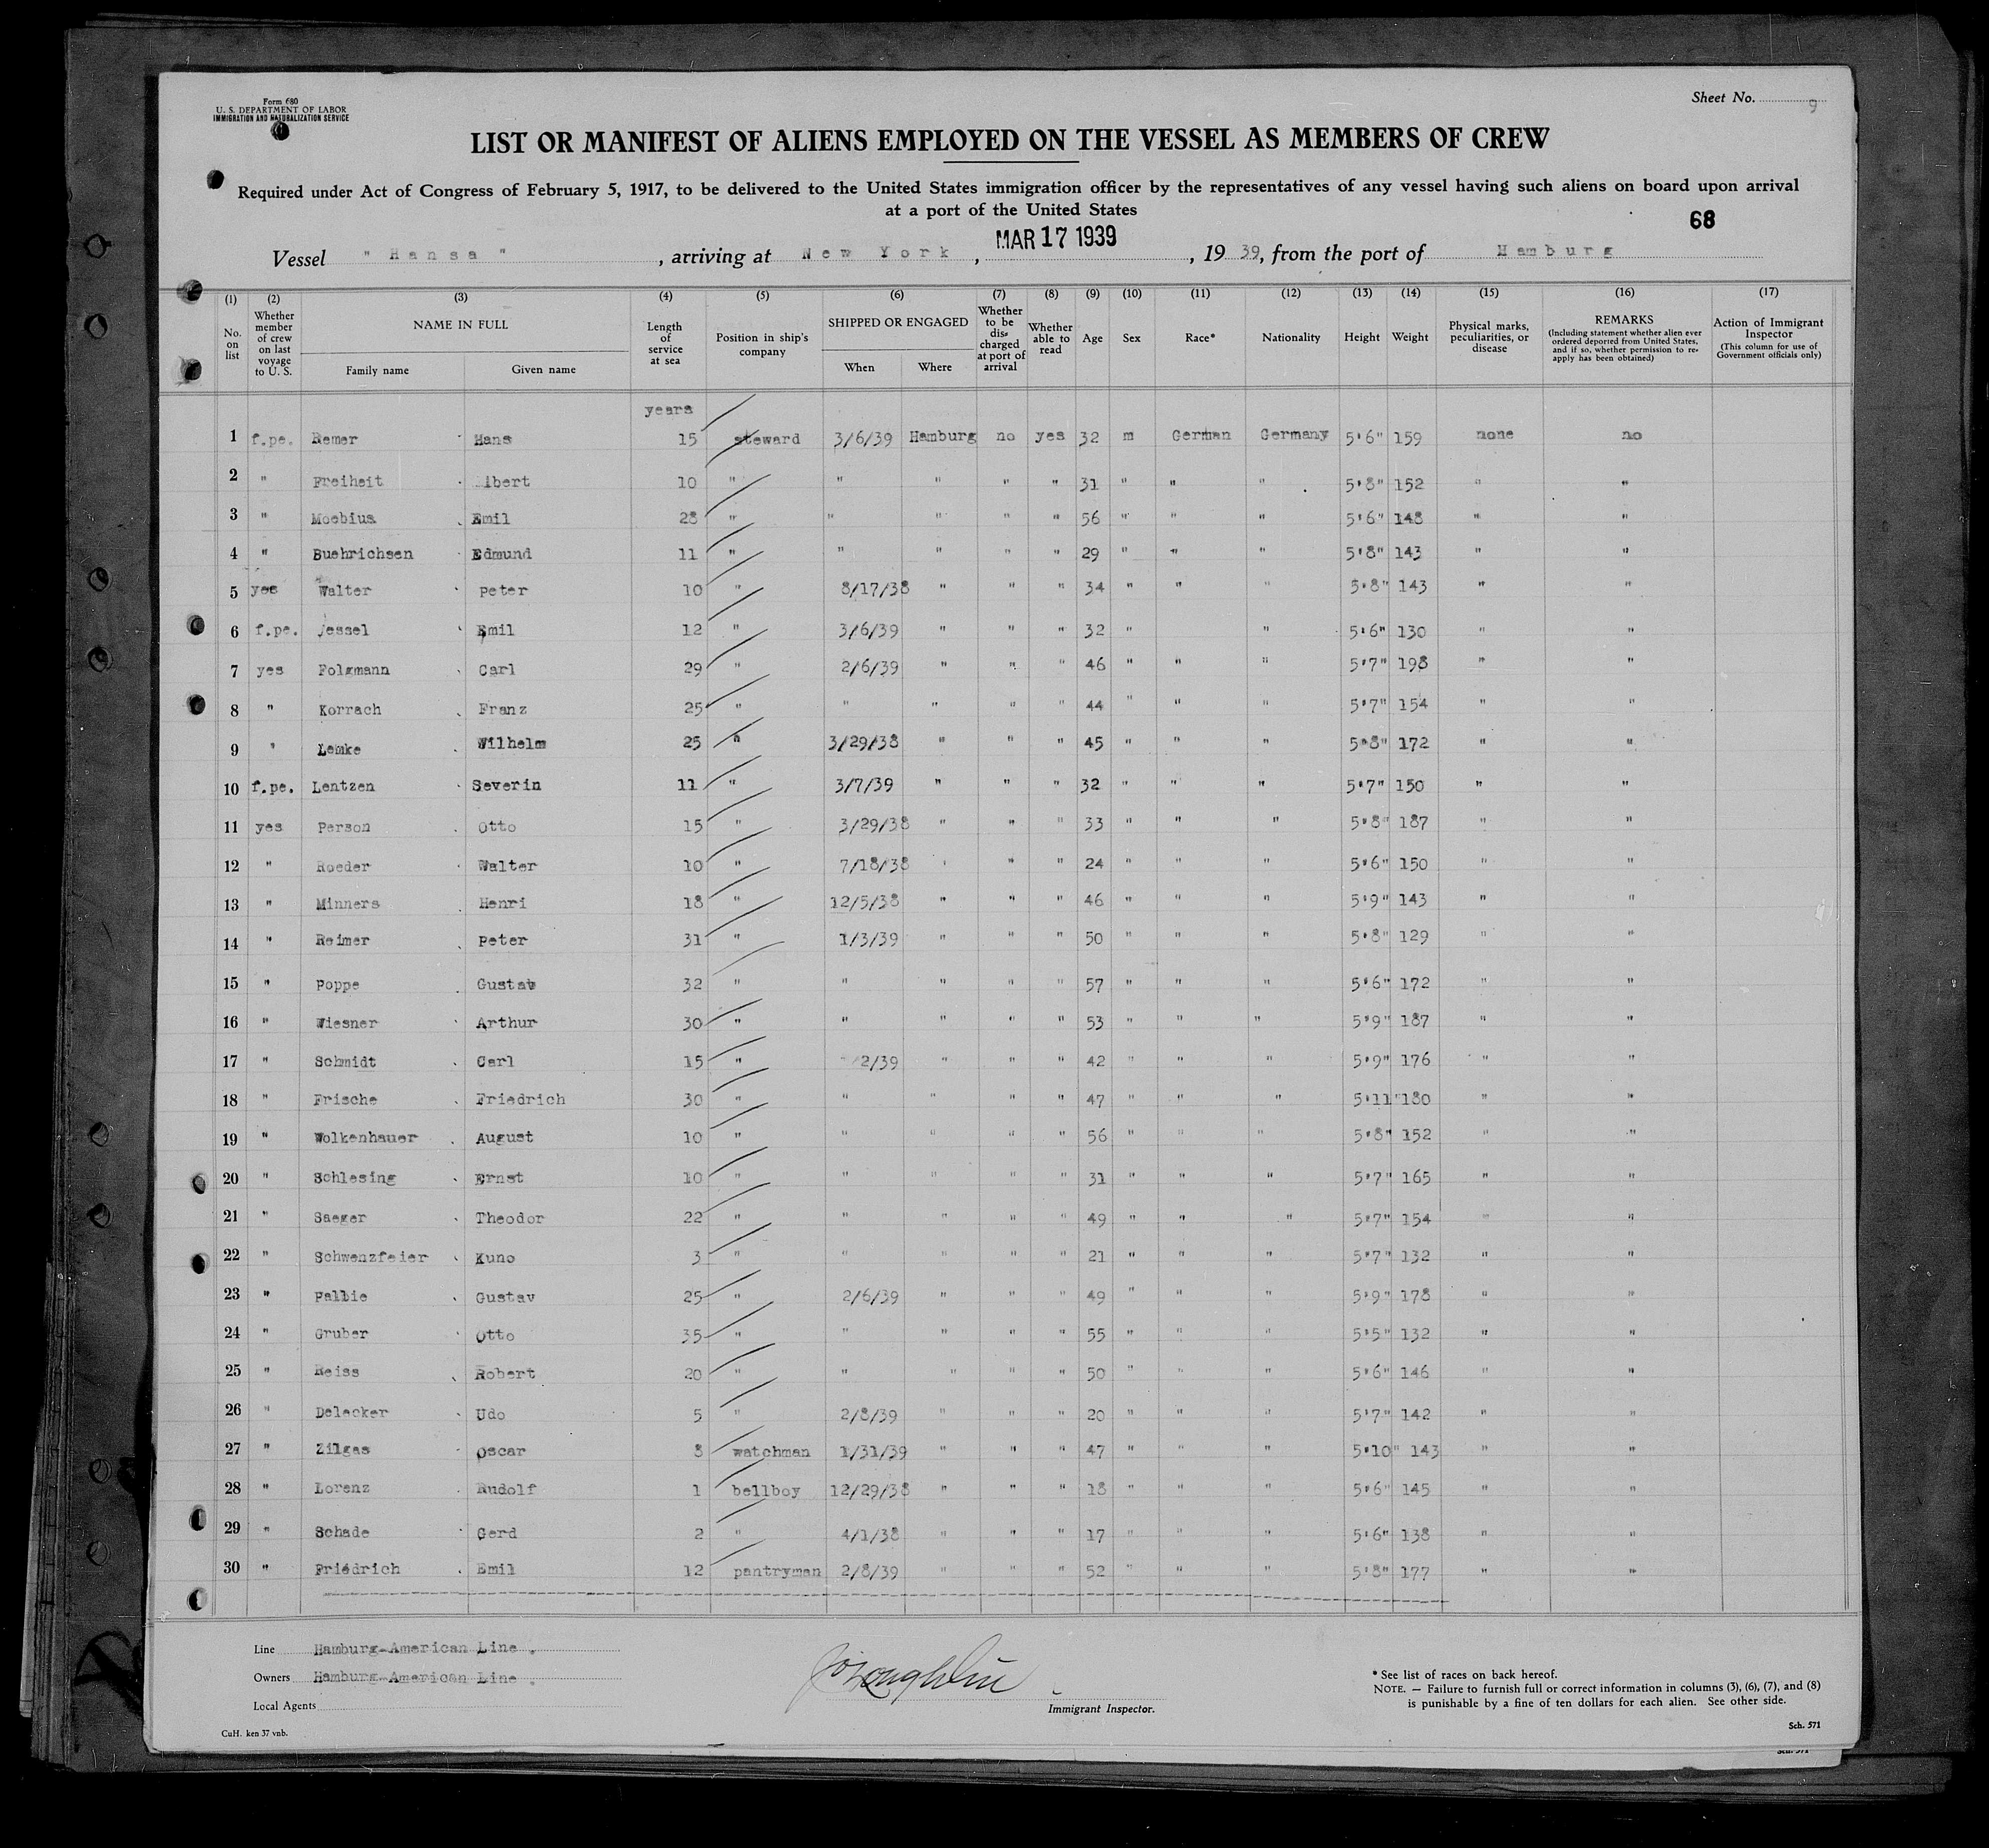 Form 680
U. S. DEPARTMENT OF LABOR
IMMIGRATION AND NATURALIZATION SERVICE
Sheet No. 9
LIST OR MANIFEST OF ALIENS EMPLOYED ON THE VESSEL AS MEMBERS OF CREW
Required under Act of Congress of February 5, 1917, to be delivered to the United States immigration officer by the representatives of any vessel having such aliens on board upon arrival
at a port of the United States
68
Vessel "Hansa", arriving at New York, MAR 17 1939, 1939, from the port of Hamburg
(1) (2) (3) (4) (5) (6) (7) (8) (9) (10) (11) (12) (13) (14) (15) (16) (17)
No. on list
Whether member of crew on last voyage to U. S.
NAME IN FULL
Family name Given name
Length of service at sea
Position in ship's company
SHIPPED OR ENGAGED
When Where
Whether to be discharged at port of arrival
Whether able to read
Age
Sex
Race*
Nationality
Height
Weight
Physical marks, peculiarities, or disease
REMARKS
(Including statement whether alien ever ordered deported from United States, and if so, whether permission to reapply has been obtained)
Action of Immigrant Inspector
(This column for use of Government officials only)
years
1 f.pe. Remer Hans 15 steward 3/6/39 Hamburg no yes 32 m German Germany 5'6" 159 none no
2 " Freiheit lbert 10 " " " " " 31 " " " 5'8" 152 " "
3 " Moebius Emil 28 " " " " " 56 " " " 5'6" 148 " "
4 " Buehrichsen Edmund 11 " " " " " 29 " " " 5'8" 143 " "
5 yes Walter Peter 10 " 8/17/38 " " " 34 " " " 5'8" 143 " "
6 f.pe. Jessel Emil 12 " 3/6/39 " " " 32 " " 5'6" 130 " "
7 yes Folgmann Carl 29 " 2/6/39 " " " 46 " " " 5'7" 198 " "
8 " Korrach Franz 25 " " " " " 44 " " " 5'7" 154 " "
9 " Lemke Wilhelm 25 " 3/29/38 " " " 45 " " " 5'8" 172 " "
10 f.pe. Lentzen Severin 11 " 3/7/39 " " " 32 " " " 5'7" 150 " "
11 yes Person Otto 15 " 3/29/38 " " " 33 " " " 5'8" 187 " "
12 " Roeder Walter 10 " 7/18/38 " " " 24 " " " 5'6" 150 " "
13 " Minners Henri 18 " 12/5/38 " " " 46 " " " 5'9" 143 " "
14 " Reimer Peter 31 " 1/3/39 " " " 50 " " " 5'8" 129 " "
15 " Poppe Gustav 32 " " " " " 57 " " " 5'6" 172 " "
16 " Wiesner Arthur 30 " " " " " 53 " " " 5'9" 187 " "
17 " Schmidt Carl 15 " 2/39 " " " 42 " " " 5'9" 176 " "
18 " Frische Friedrich 30 " " " " " 47 " " " 5'11" 180 " "
19 " Wolkenhauer August 10 " " " " " 56 " " " 5'8" 152 " "
20 " Schlesing Ernst 10 " " " " " 31 " " " 5'7" 165 " "
21 " Saeger Theodor 22 " " " " " 49 " " " 5'7" 154 " "
22 " Schwenzfeier Kuno 3 " " " " " 21 " " " 5'7" 132 " "
23 " Pallie Gustav 25 " 2/6/39 " " " 49 " " " 5'9" 178 " "
24 " Gruber Otto 35 " " " " " 55 " " " 5'5" 132 " "
25 " Reiss Robert 20 " " " " " 50 " " " 5'6" 146 " "
26 " Delecker Udo 5 " 2/8/39 " " " 20 " " " 5'7" 142 " "
27 " Zilgas Oscar 8 watchman 1/31/39 " " " 47 " " " 5'10" 143 " "
28 " Lorenz Rudolf 1 bellboy 12/29/38 " " " 18 " " " 5'6" 145 " "
29 " Schade Gerd 2 " 4/1/38 " " " 17 " " " 5'6" 138 " "
30 " Friedrich Emil 12 pantryman 2/8/39 " " " 52 " " " 5'8" 177 " "
Line Hamburg-American Line.
Owners Hamburg-American Line.
Local Agents
CuH. ken 37 vnb.
Immigrant Inspector.
* See list of races on back hereof.
NOTE. — Failure to furnish full or correct information in columns (3), (6), (7), and (8)
is punishable by a fine of ten dollars for each alien. See other side.
Sch. 571